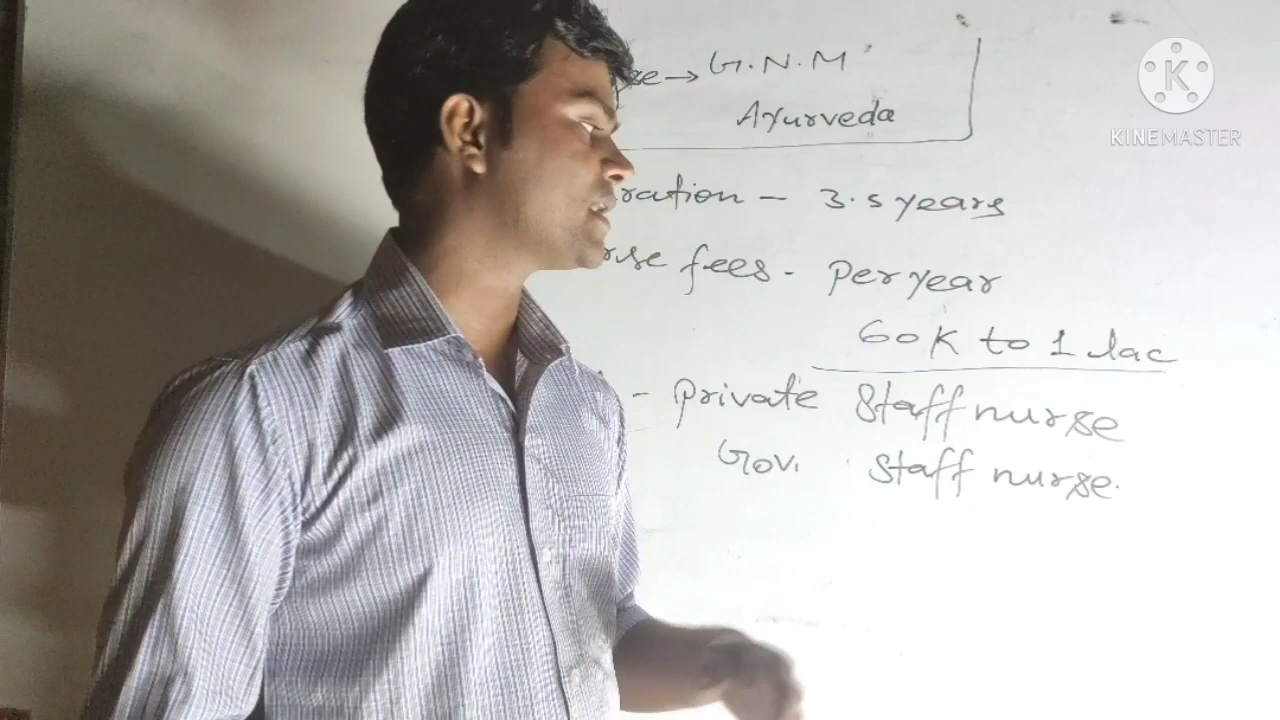 → G.N.M
Ayurveda
ration - 3.5 years
rse fees - per year
60K to 1 lac
- private staff nurse
Gov. staff nurse.
K
KINEMASTER